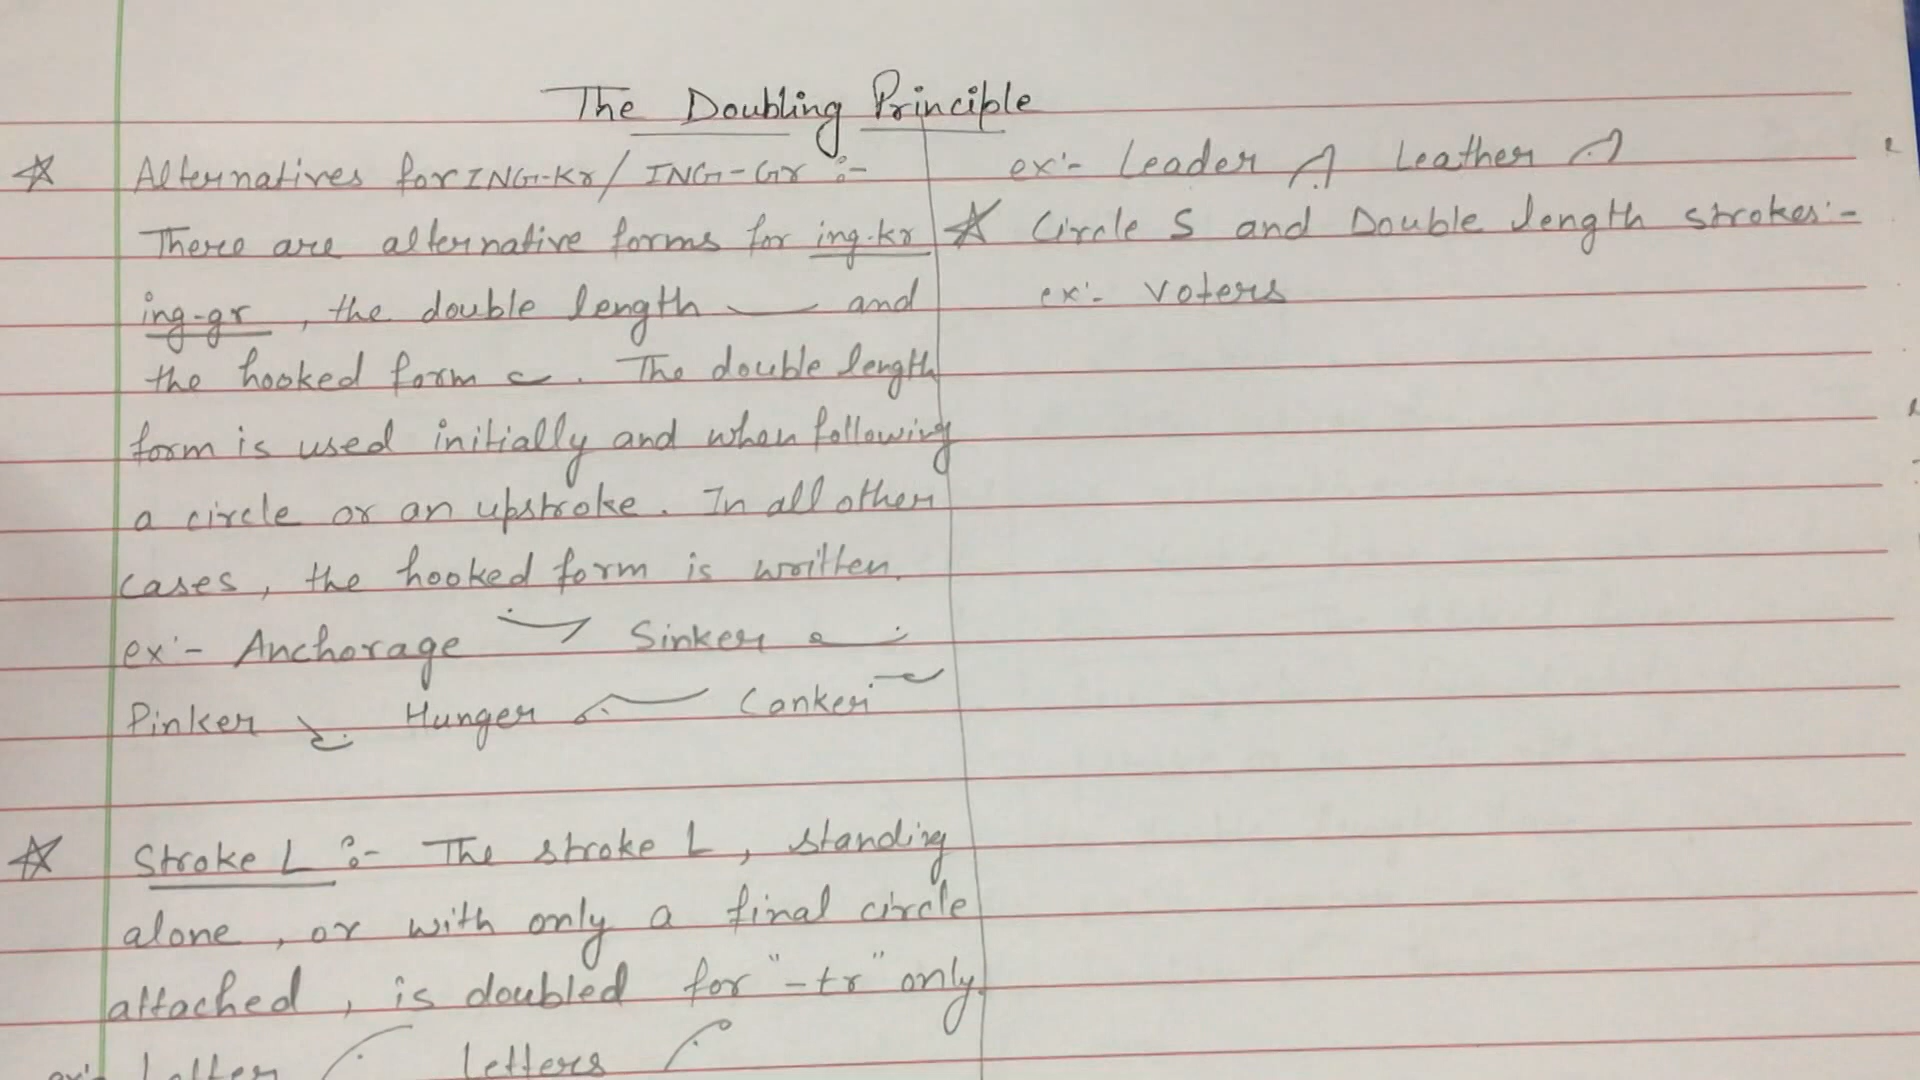 The Doubling Principle
Alternatives for ING-Kr / ING-Gr :-
There are alternative forms for ing-kr
ing-gr, the double length and
the hooked form . The double length
form is used initially and when following
a circle or an upstroke. In all other
cases, the hooked form is written.
ex:- Anchorage Sinker
Pinker Hunger Conker
Stroke L :- The stroke L, standing
alone, or with only a final circle
attached, is doubled for "-tr" only.
ex:- Letter Letters
ex:- Leader Leather
Circle S and Double length strokes:-
ex:- Voters